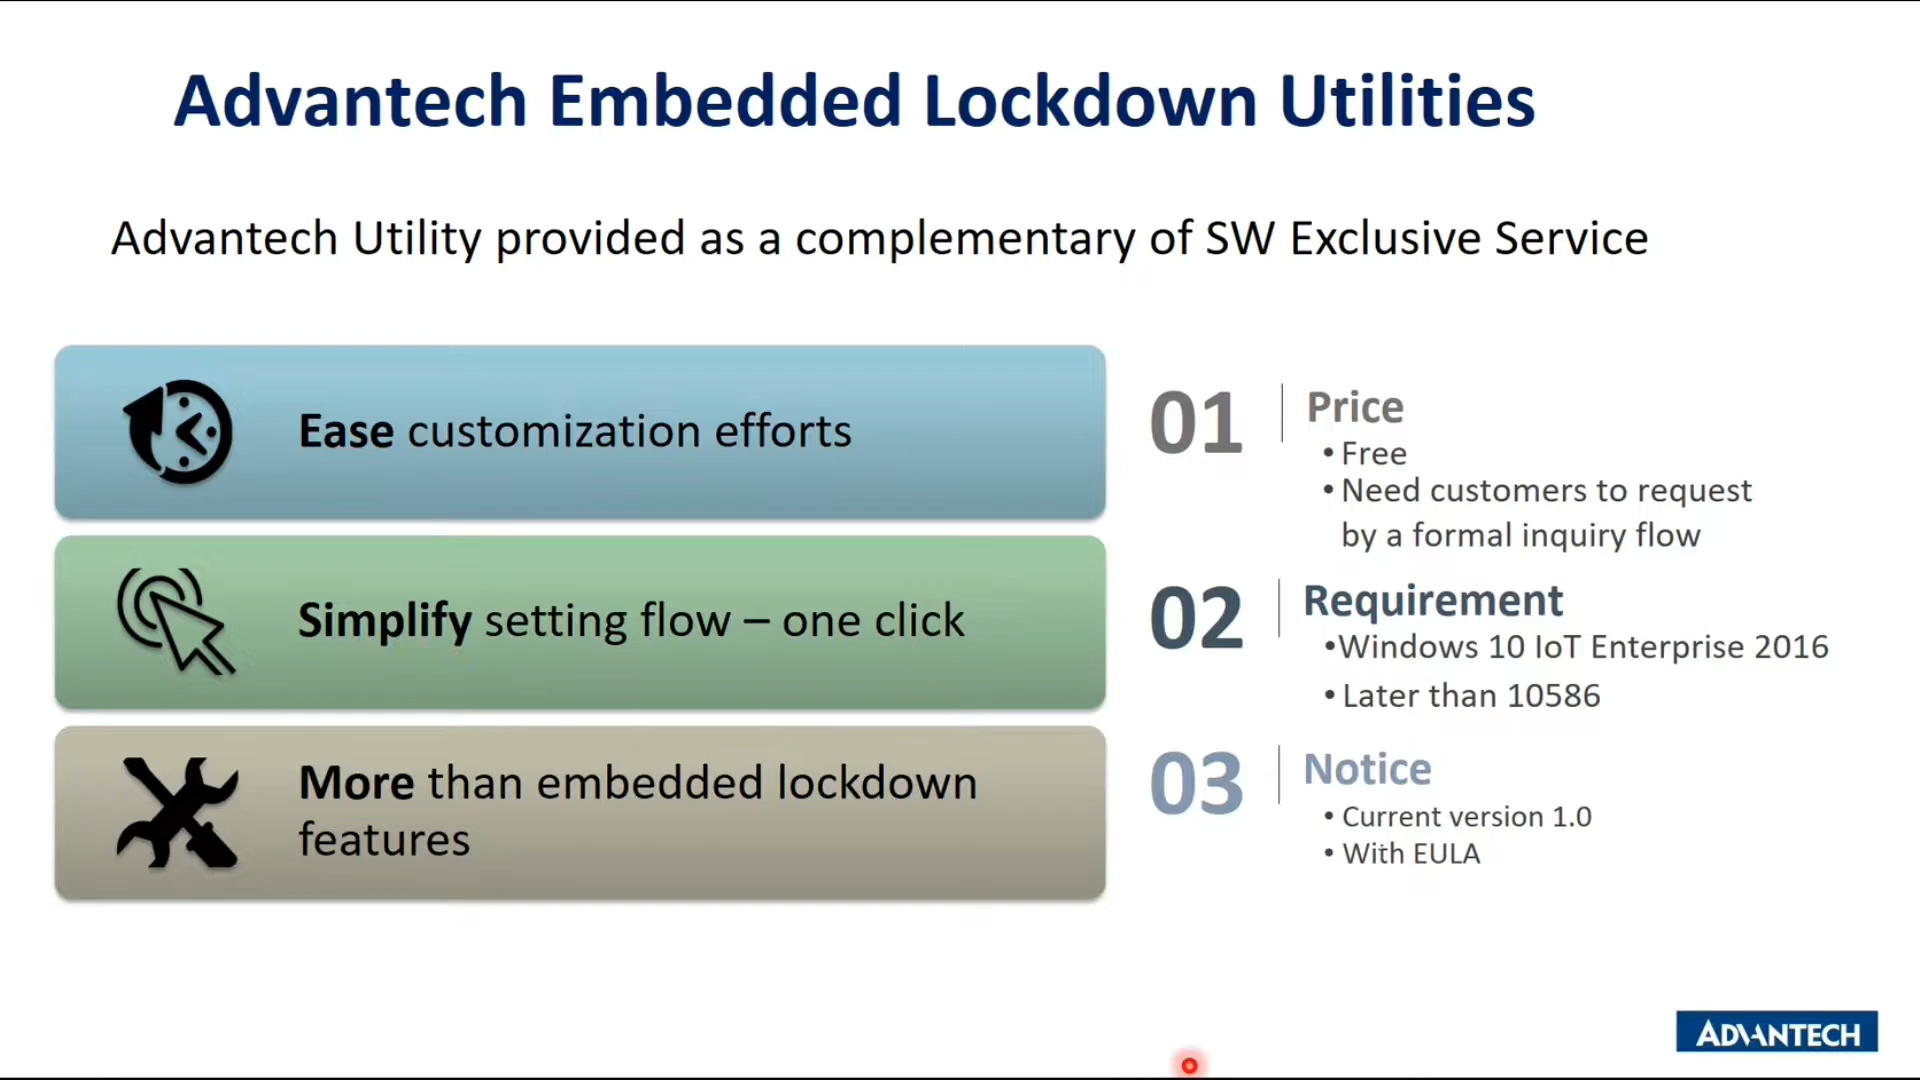 Advantech Embedded Lockdown Utilities
Advantech Utility provided as a complementary of SW Exclusive Service
Ease customization efforts
Simplify setting flow – one click
More than embedded lockdown
features
01
Price
• Free
• Need customers to request
by a formal inquiry flow
02
Requirement
•Windows 10 IoT Enterprise 2016
• Later than 10586
03
Notice
• Current version 1.0
• With EULA
ADVANTECH